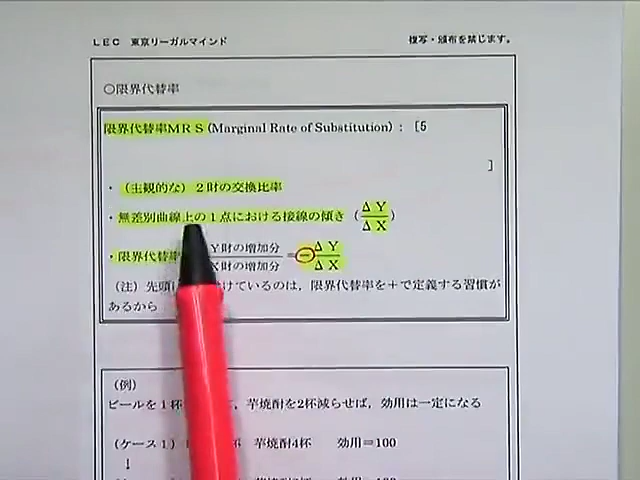 LEC 東京リーガルマインド 複写・頒布を禁じます。
○限界代替率
限界代替率MRS(Marginal Rate of Substitution):[5
]
・(主観的な)2財の交換比率
・無差別曲線上の1点における接線の傾き(ΔY/ΔX)
・限界代替率 Y財の増加分/X財の増加分=-ΔY/ΔX
(注)先頭に けているのは,限界代替率を+で定義する習慣が
あるから
(例)
ビールを1杯 ,芋焼酎を2杯減らせば,効用は一定になる
(ケース1) 杯 芋焼酎4杯 効用=100
↓